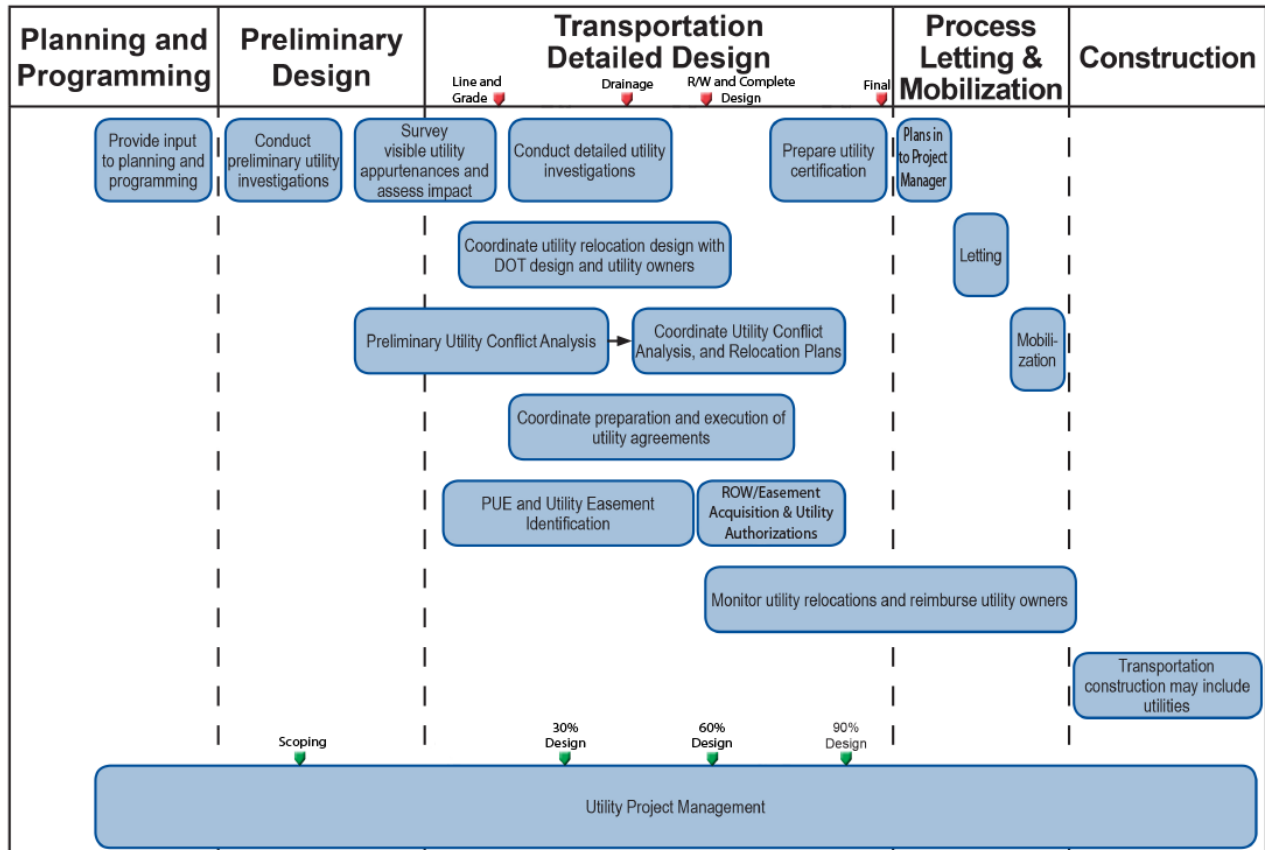 Planning and
Programming
Preliminary
Design
Transportation
Detailed Design
Process
Letting &
Mobilization
Construction
Line and
Grade
Drainage
R/W and Complete
Design
Final
Provide input
to planning and
programming
Conduct
preliminary utility
investigations
Survey
visible utility
appurtenances and
assess impact
Conduct detailed utility
investigations
Prepare utility
certification
Plans in
to Project
Manager
Coordinate utility relocation design with
DOT design and utility owners
Letting
Preliminary Utility Conflict Analysis
Coordinate Utility Conflict
Analysis, and Relocation Plans
Mobili-
zation
Coordinate preparation and execution of
utility agreements
PUE and Utility Easement
Identification
ROW/Easement
Acquisition & Utility
Authorizations
Monitor utility relocations and reimburse utility owners
Transportation
construction may include
utilities
Scoping
30%
Design
60%
Design
90%
Design
Utility Project Management